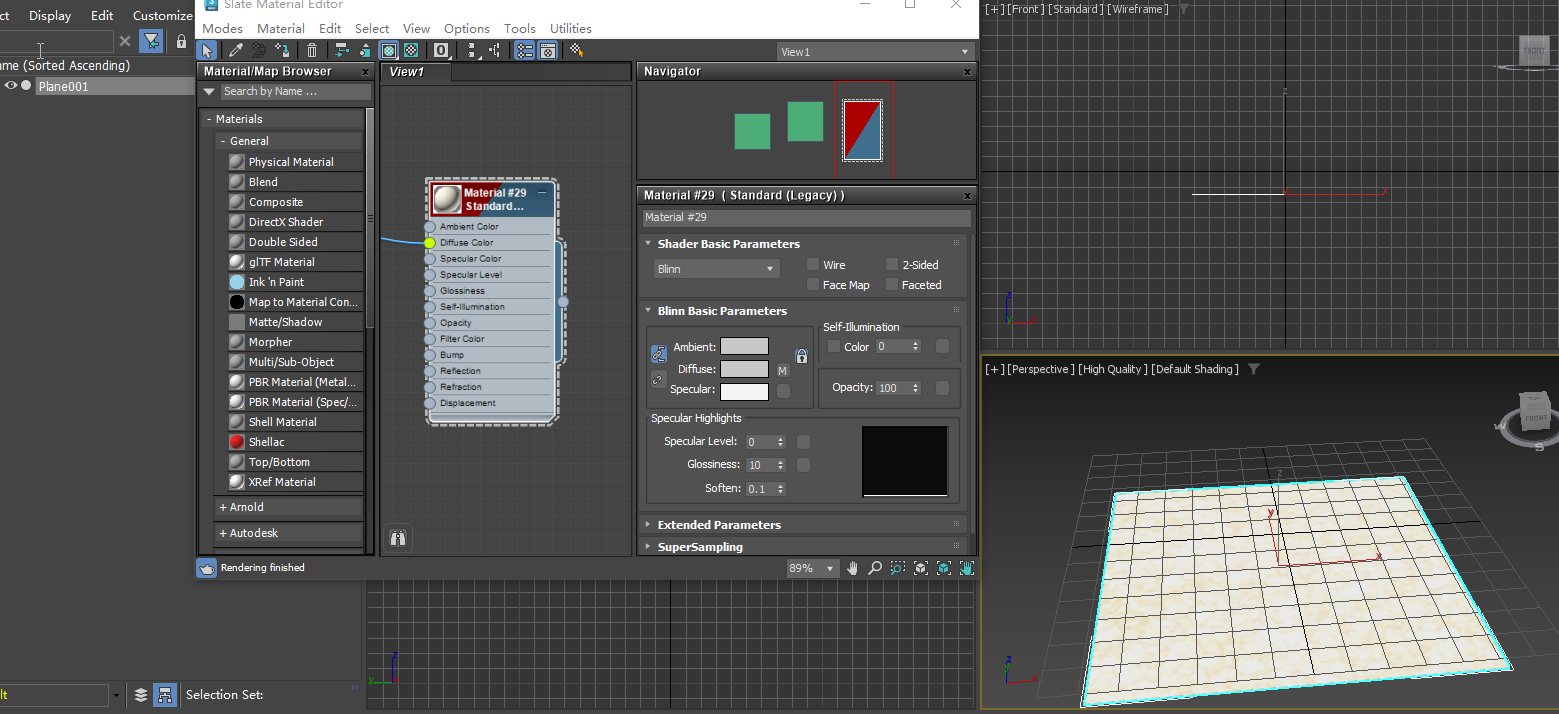 ct Display Edit Customize
ame (Sorted Ascending)
Plane001
Slate Material Editor
Modes Material Edit Select View Options Tools Utilities
0
View1
Material/Map Browser x
Search by Name ...
- Materials
- General
Physical Material
Blend
Composite
DirectX Shader
Double Sided
glTF Material
Ink 'n Paint
Map to Material Con...
Matte/Shadow
Morpher
Multi/Sub-Object
PBR Material (Metal...
PBR Material (Spec/...
Shell Material
Shellac
Top/Bottom
XRef Material
+ Arnold
+ Autodesk
View1
Material #29
Standard...
Ambient Color
Diffuse Color
Specular Color
Specular Level
Glossiness
Self-Illumination
Opacity
Filter Color
Bump
Reflection
Refraction
Displacement
Navigator x
Material #29 ( Standard (Legacy) ) x
Material #29
Shader Basic Parameters
Blinn
Wire 2-Sided
Face Map Faceted
Blinn Basic Parameters
Self-Illumination
Ambient:
Color 0
Diffuse: M
Specular:
Opacity: 100
Specular Highlights
Specular Level: 0
Glossiness: 10
Soften: 0.1
Extended Parameters
SuperSampling
Rendering finished
89%
[+] [Front ] [Standard ] [Wireframe ]
FRONT
z
x
z
y
x
[+] [Perspective ] [High Quality ] [Default Shading ]
TOP
FRONT
W
S
z
y
x
z
x
z
y
lt
Selection Set: